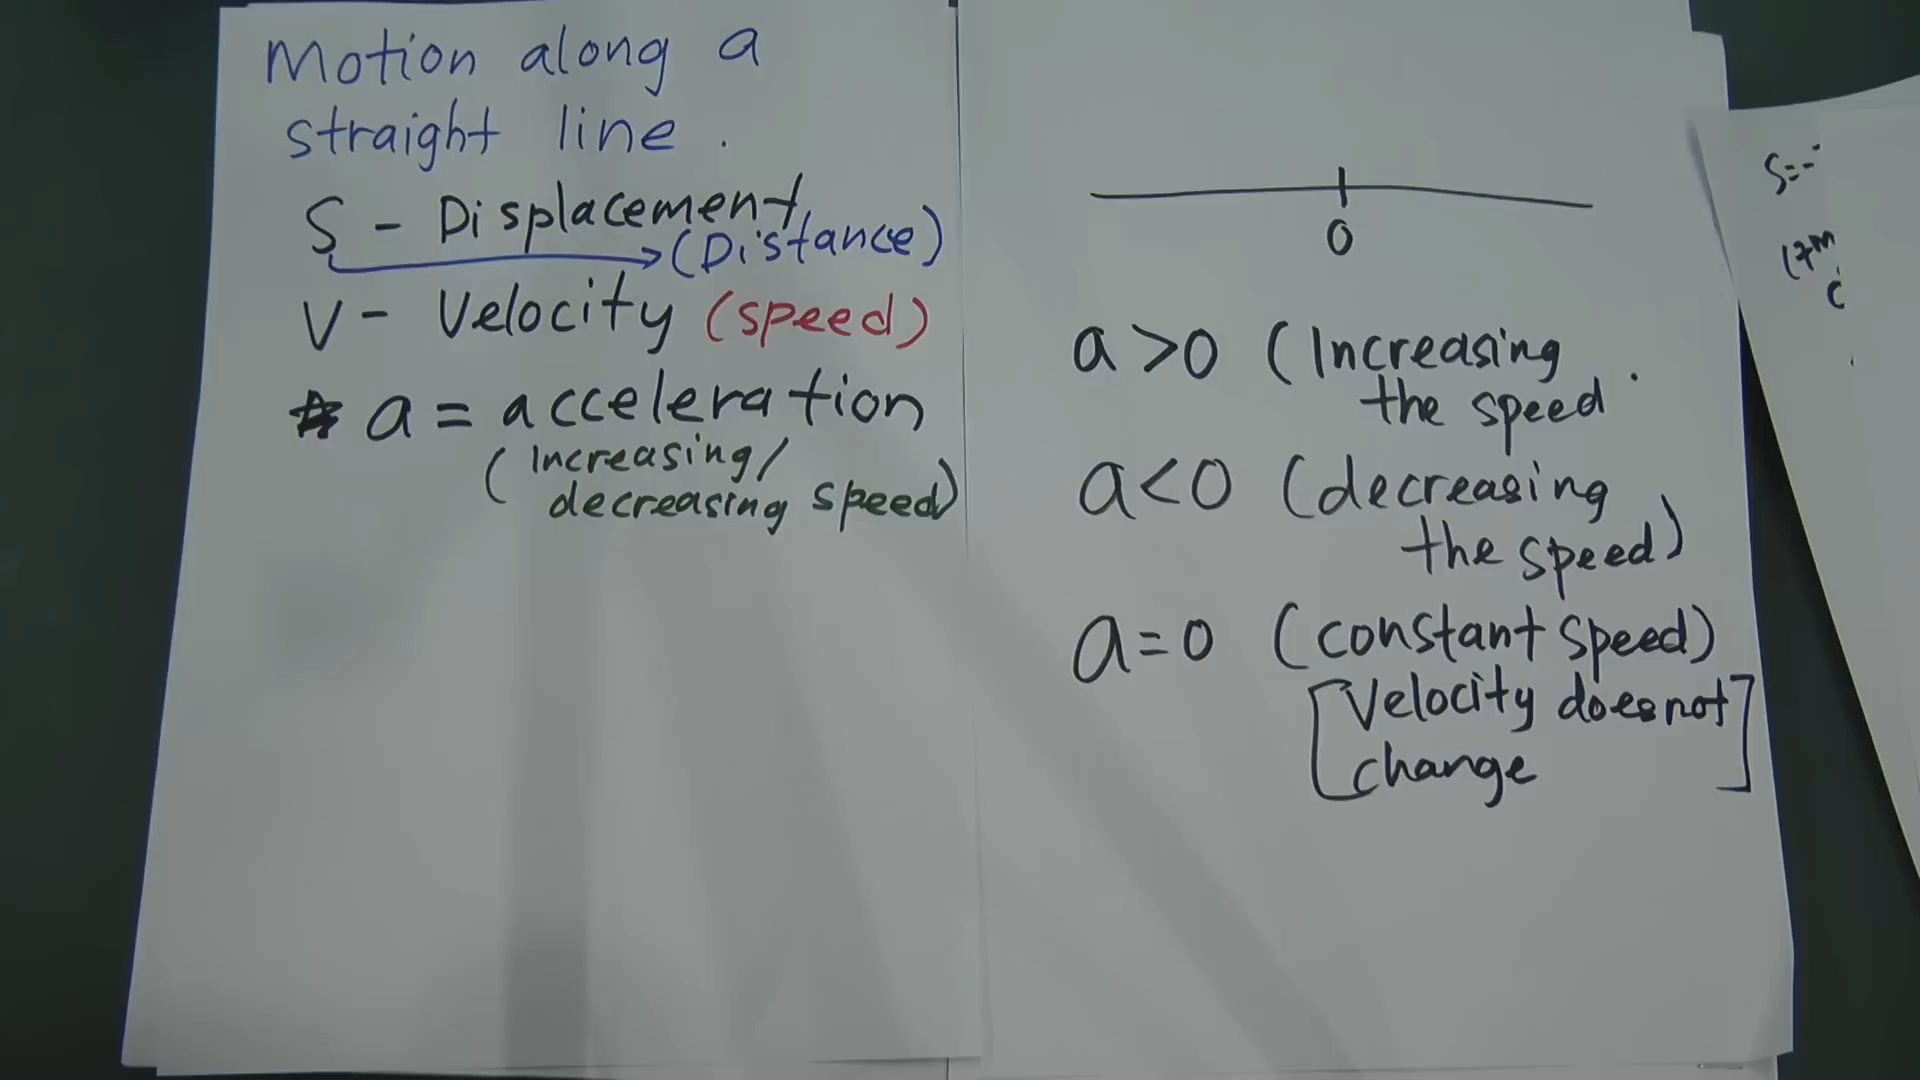 Motion along a
straight line.
S - Displacement
(Distance)
V - Velocity (speed)
* a = acceleration
(Increasing/
decreasing speed)
0
a > 0 (Increasing
the speed
a < 0 (decreasing
the speed)
a = 0 (constant speed)
[Velocity does not
change]
S=